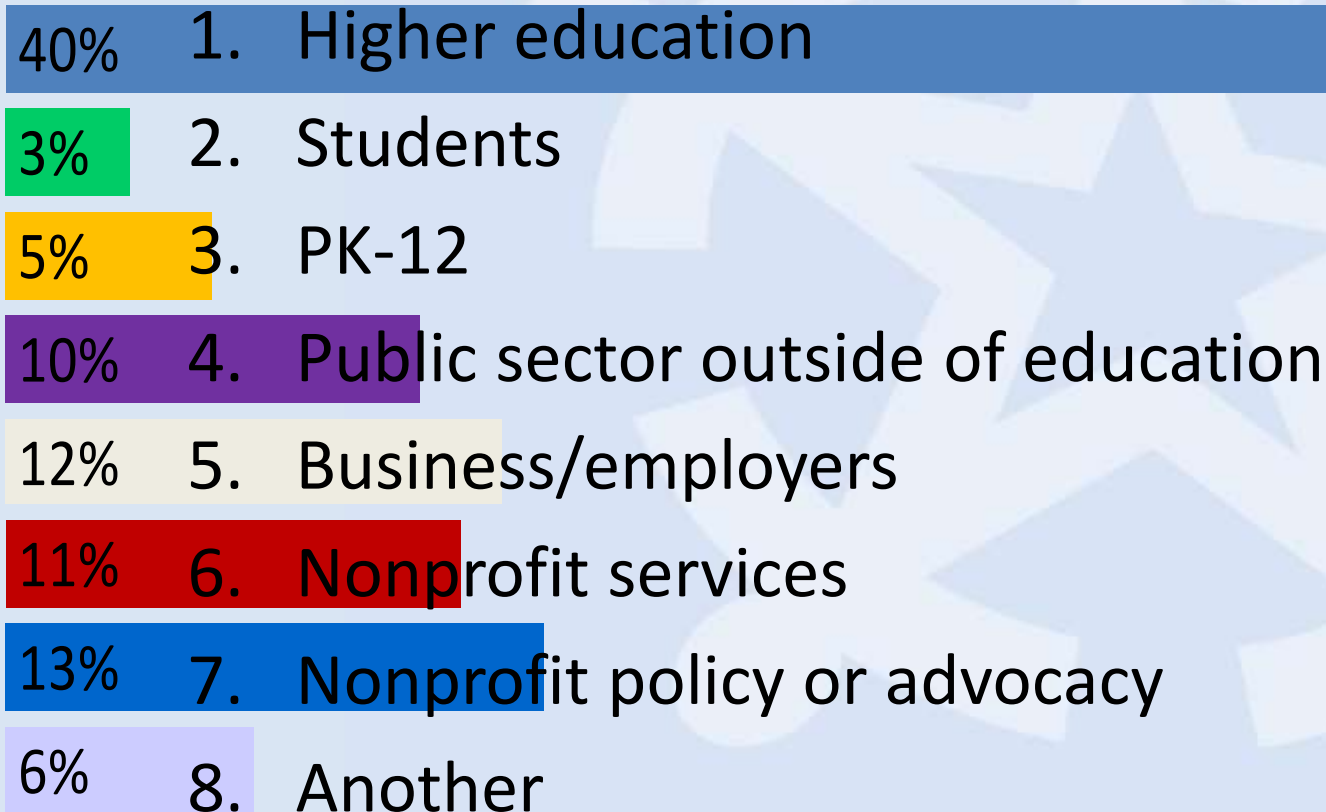 40% 1. Higher education
3% 2. Students
5% 3. PK-12
10% 4. Public sector outside of education
12% 5. Business/employers
11% 6. Nonprofit services
13% 7. Nonprofit policy or advocacy
6% 8. Another